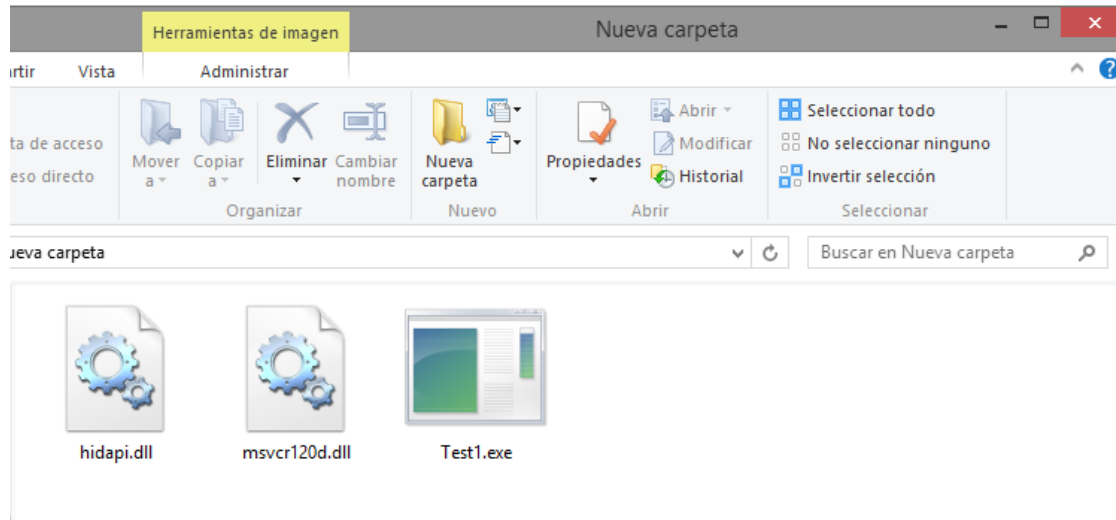 Herramientas de imagen
Nueva carpeta
rtir Vista Administrar
ta de acceso
eso directo
Mover a
Copiar a
Eliminar
Cambiar nombre
Organizar
Nueva carpeta
Nuevo
Propiedades
Abrir
Modificar
Historial
Abrir
Seleccionar todo
No seleccionar ninguno
Invertir selección
Seleccionar
ueva carpeta
Buscar en Nueva carpeta
hidapi.dll msvcr120d.dll Test1.exe